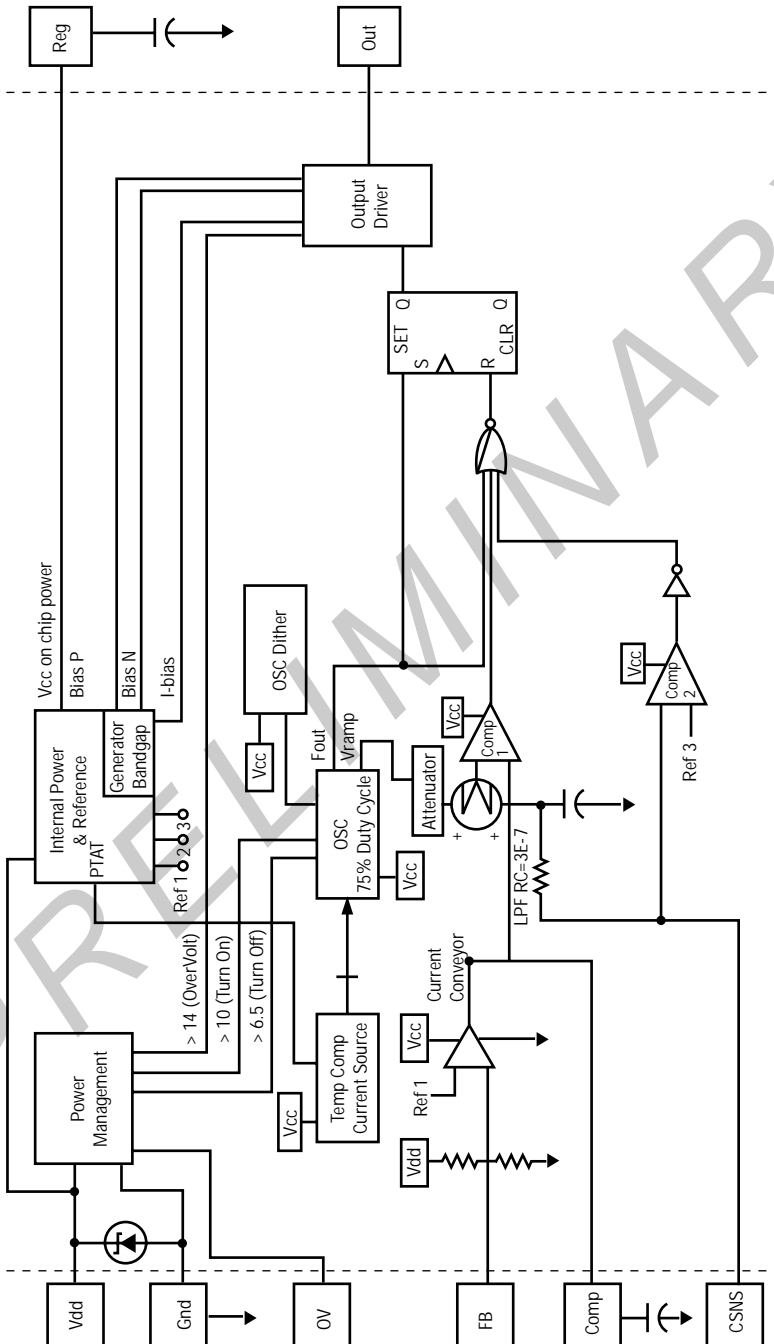 Vdd
Gnd
OV
FB
Comp
CSNS
Power
Management
> 14 (OverVolt)
> 10 (Turn On)
> 6.5 (Turn Off)
Internal Power
& Reference
PTAT
Generator
Bandgap
Ref 1
2
3
Vcc on chip power
Bias P
Bias N
I-bias
Vcc
Temp Comp
Current Source
OSC
75% Duty Cycle
Vcc
Fout
Vramp
Vcc
OSC Dither
Vdd
Ref 1
Vcc
Current
Conveyor
Attenuator
+
+
LPF RC=3E-7
Vcc
Comp
1
Vcc
Comp
2
Ref 3
SET
S
Q
R
CLR
Q
Output
Driver
Reg
Out
PRELIMINAR